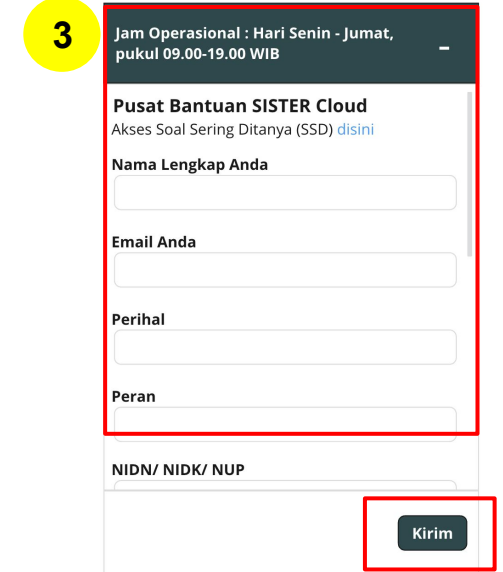 3
Jam Operasional : Hari Senin - Jumat,
pukul 09.00-19.00 WIB
Pusat Bantuan SISTER Cloud
Akses Soal Sering Ditanya (SSD) disini
Nama Lengkap Anda
Email Anda
Perihal
Peran
NIDN/ NIDK/ NUP
Kirim